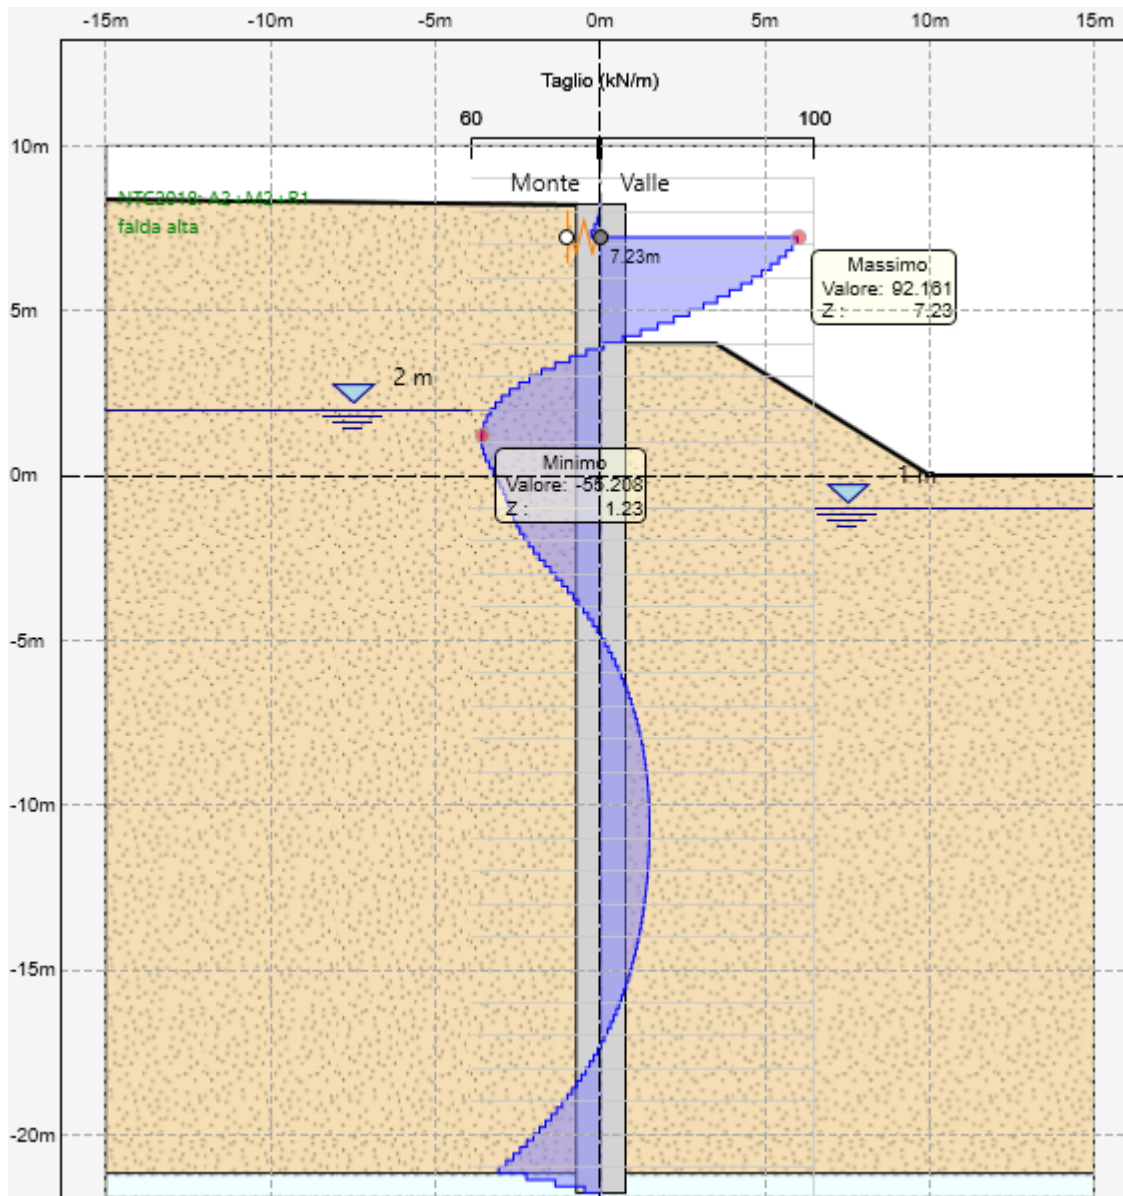 -15m -10m -5m 0m 5m 10m 15m
Taglio (kN/m)
60 100
10m
Monte Valle
NTC2018: A2+M2+R1
falda alta
7.23m
Massimo
Valore: 92.161
Z : 7.23
5m
2 m
Minimo
Valore: -55.208
Z : 1.23
0m
1 m
-5m
-10m
-15m
-20m